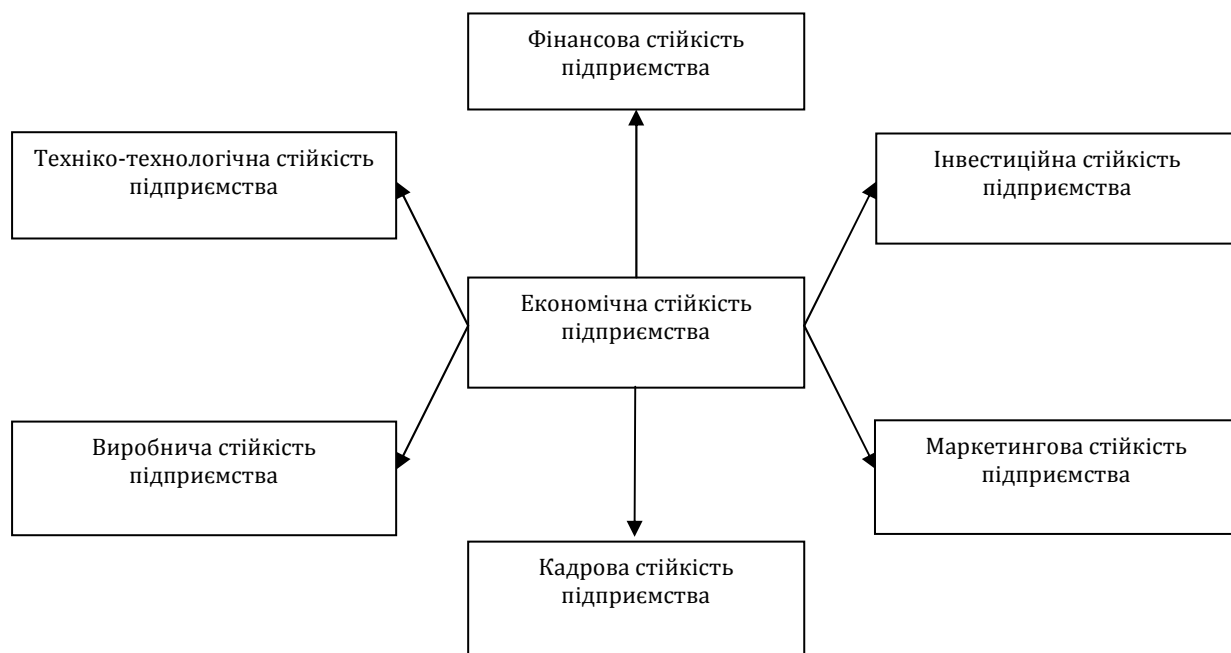 Фінансова стійкість
підприємства
Техніко-технологічна стійкість
підприємства
Інвестиційна стійкість
підприємства
Економічна стійкість
підприємства
Виробнича стійкість
підприємства
Маркетингова стійкість
підприємства
Кадрова стійкість
підприємства